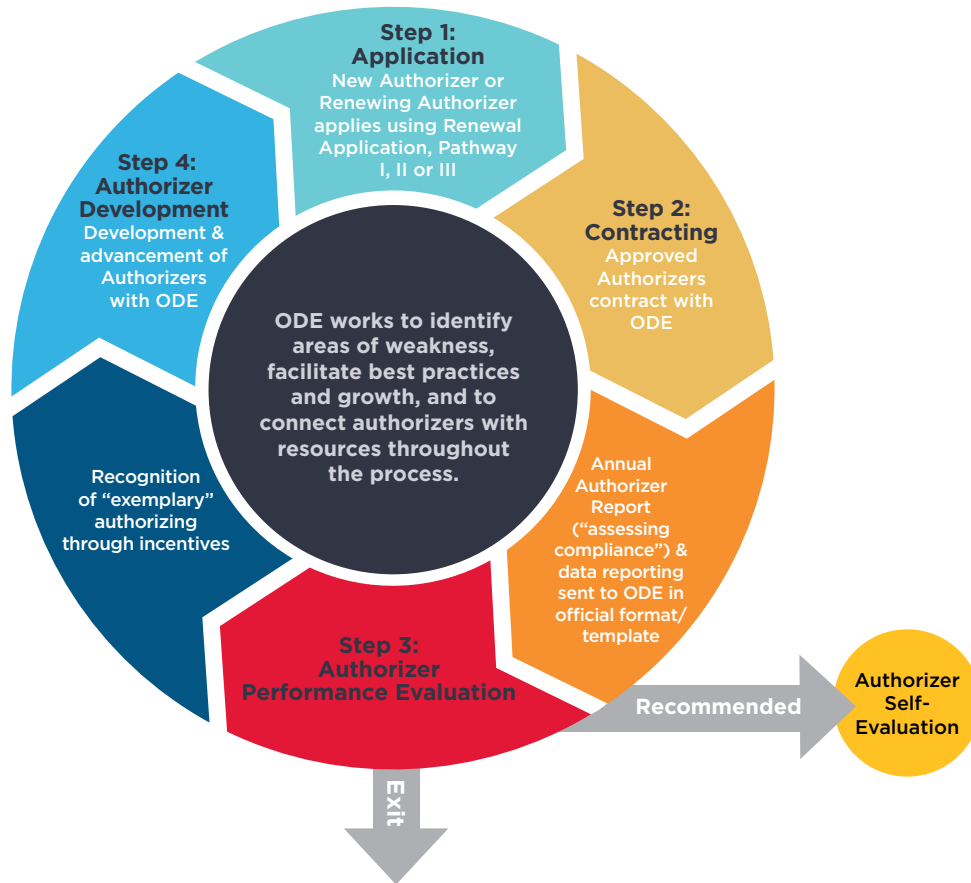 Step 1:
Application
New Authorizer or
Renewing Authorizer
applies using Renewal
Application, Pathway
I, II or III
Step 2:
Contracting
Approved
Authorizers
contract with
ODE
Annual
Authorizer
Report
(“assessing
compliance”) &
data reporting
sent to ODE in
official format/
template
Recommended
Authorizer
Self-
Evaluation
Step 3:
Authorizer
Performance Evaluation
Exit
Recognition
of “exemplary”
authorizing
through incentives
Step 4:
Authorizer
Development
Development &
advancement of
Authorizers
with ODE
ODE works to identify
areas of weakness,
facilitate best practices
and growth, and to
connect authorizers with
resources throughout
the process.